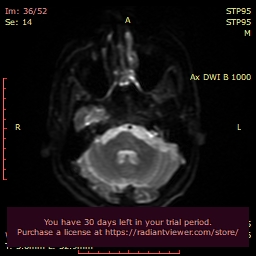 Im: 36/52
Se: 14
STP95
STP95
M
A
Ax DWI B 1000
R
L
You have 30 days left in your trial period.
Purchase a license at https://radiantviewer.com/store/